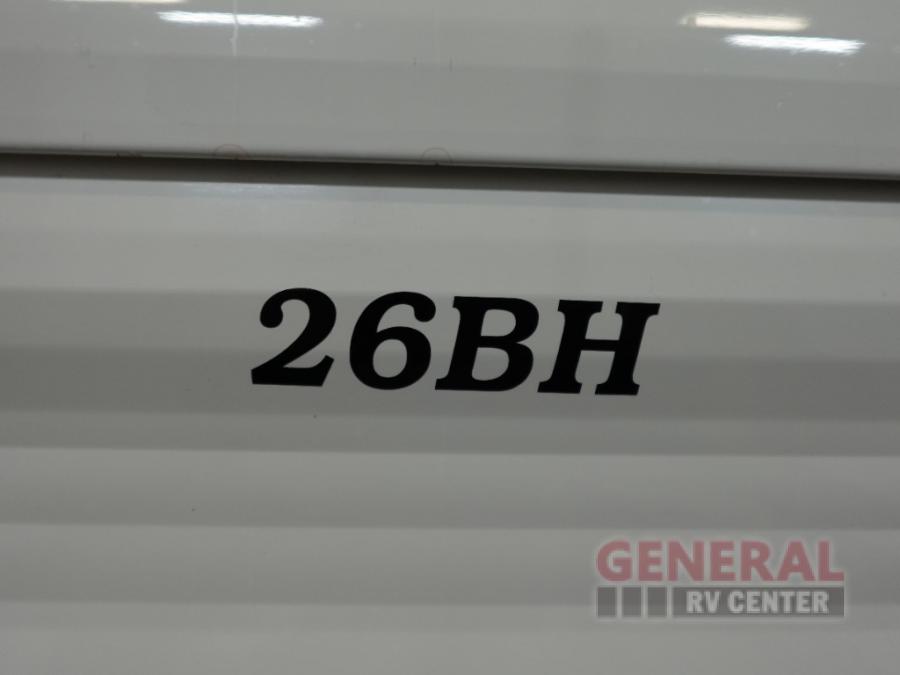 26BH
GENERAL
RV CENTER